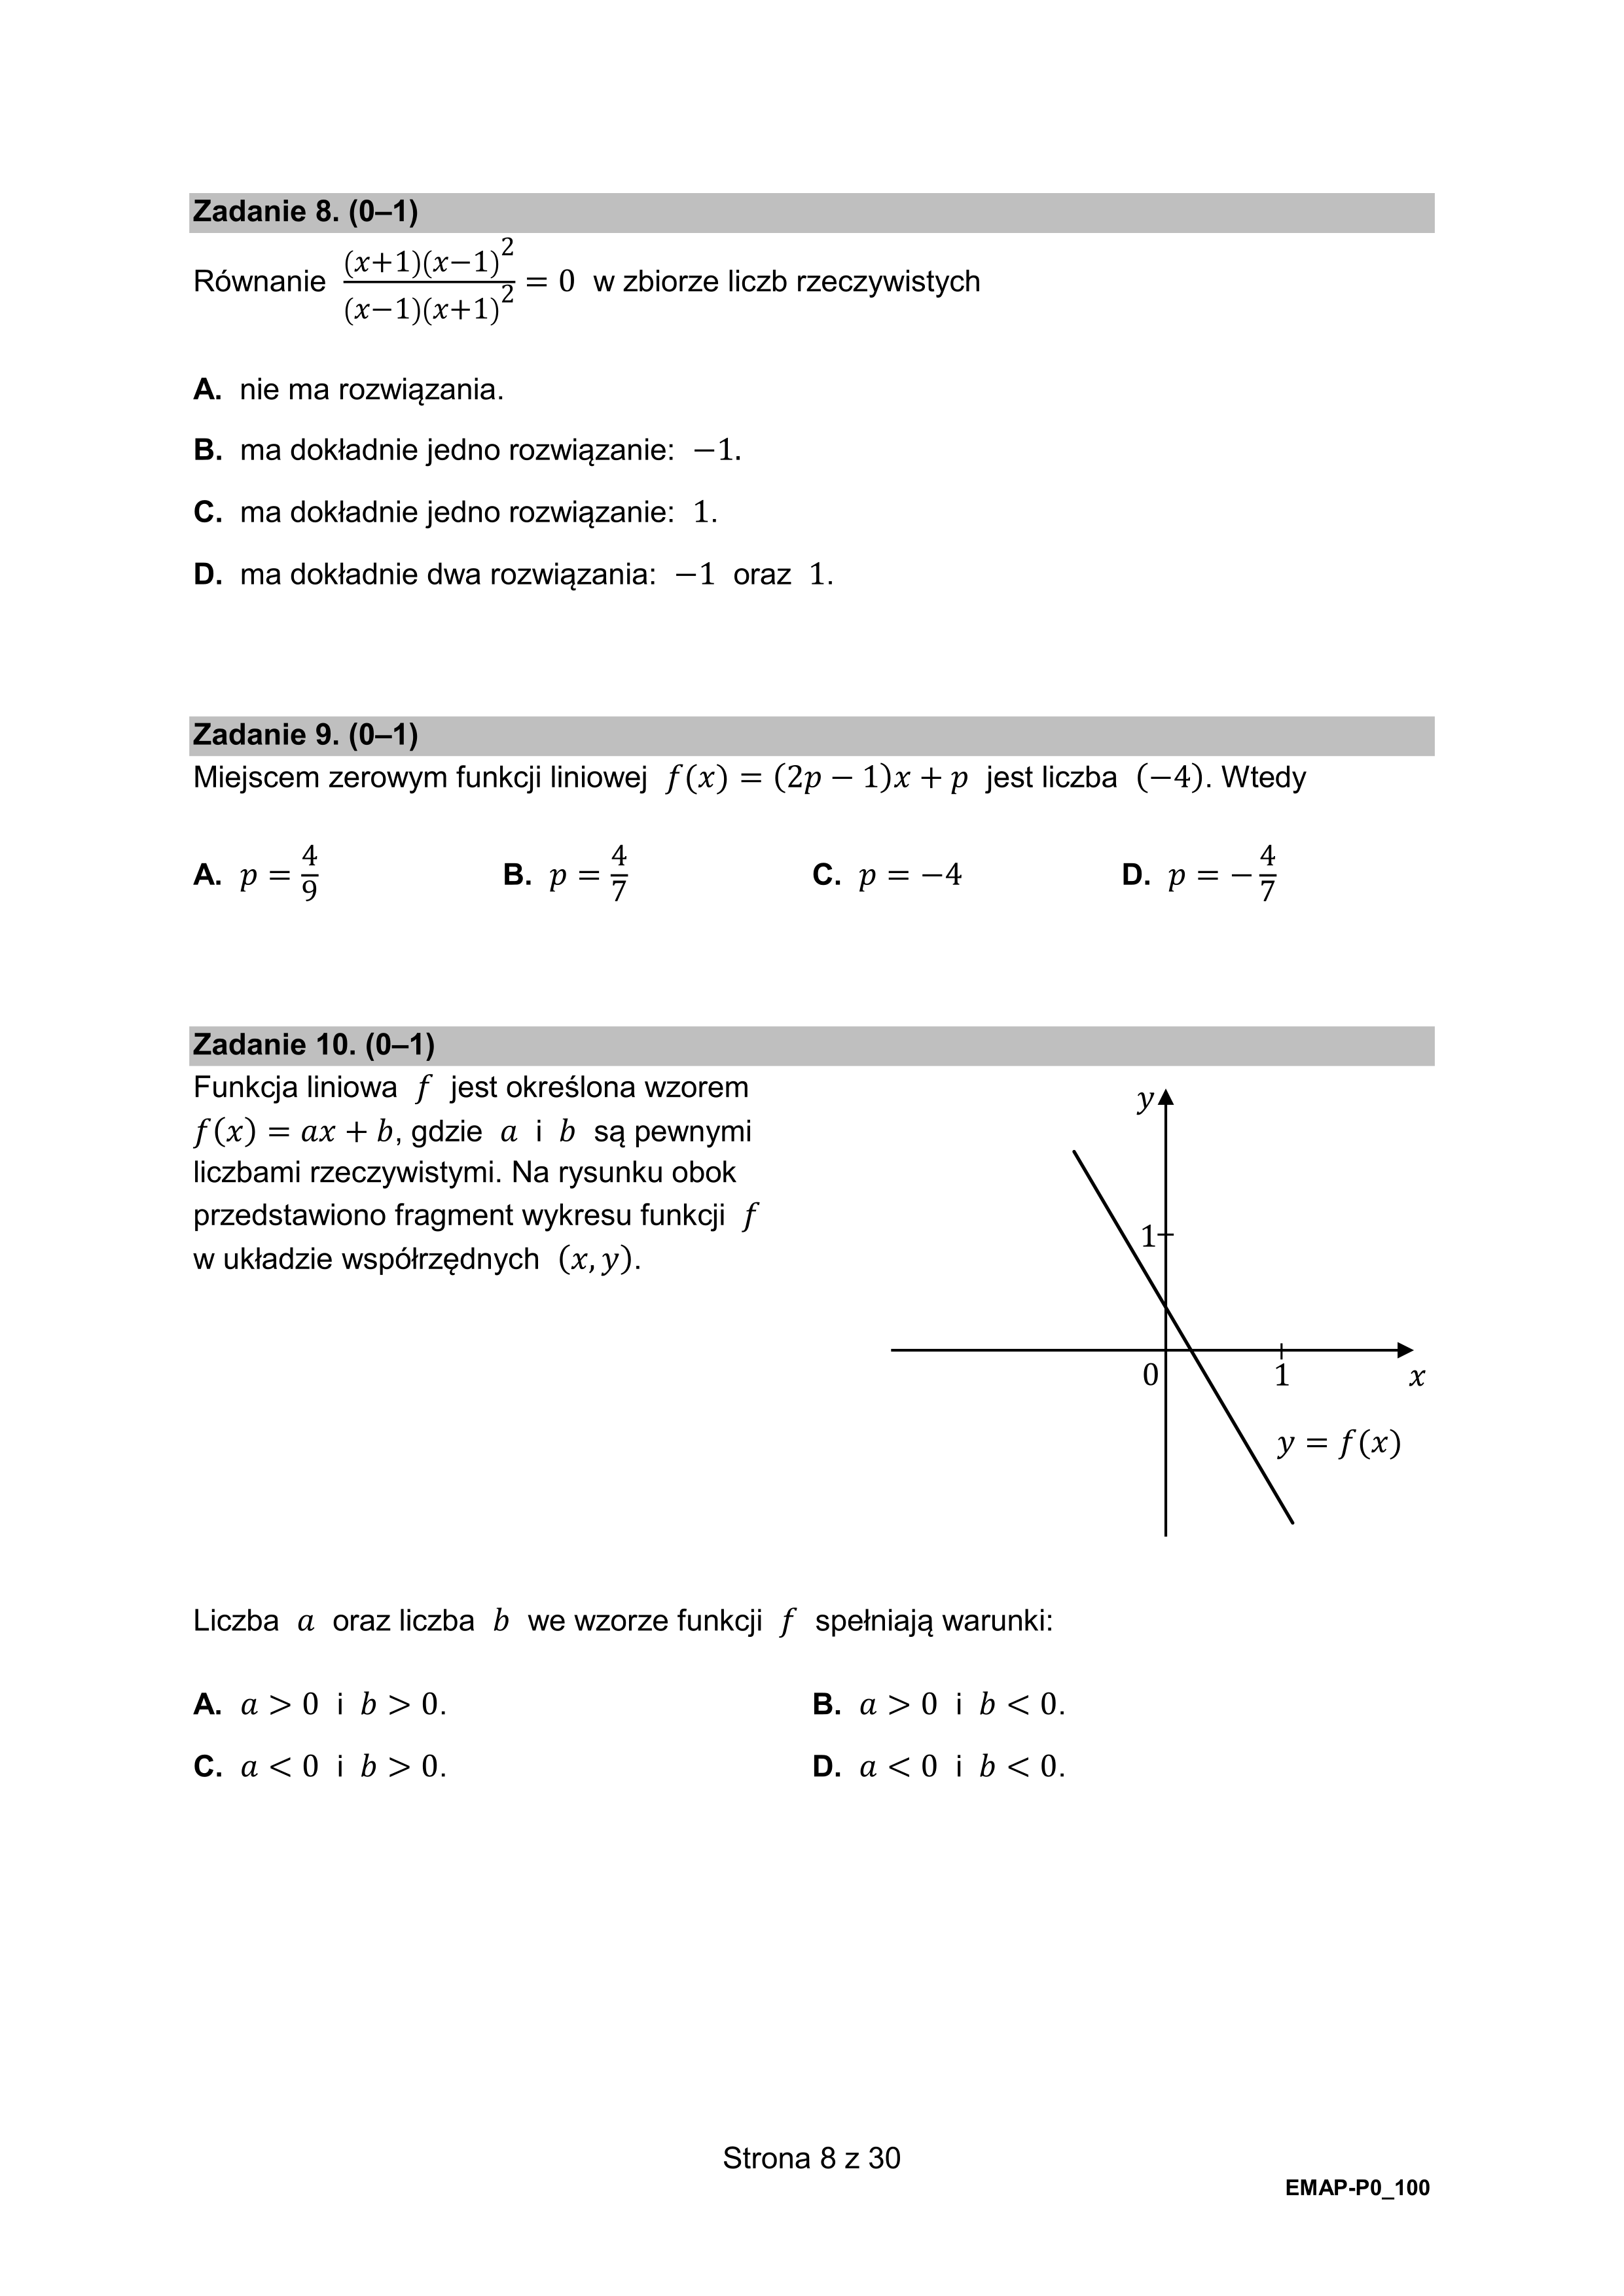 Zadanie 8. (0–1)
Równanie (x+1)(x−1)² / (x−1)(x+1)² = 0 w zbiorze liczb rzeczywistych
A. nie ma rozwiązania.
B. ma dokładnie jedno rozwiązanie: −1.
C. ma dokładnie jedno rozwiązanie: 1.
D. ma dokładnie dwa rozwiązania: −1 oraz 1.
Zadanie 9. (0–1)
Miejscem zerowym funkcji liniowej f(x) = (2p − 1)x + p jest liczba (−4). Wtedy
A. p = 4/9 B. p = 4/7 C. p = −4 D. p = −4/7
Zadanie 10. (0–1)
Funkcja liniowa f jest określona wzorem
f(x) = ax + b, gdzie a i b są pewnymi
liczbami rzeczywistymi. Na rysunku obok
przedstawiono fragment wykresu funkcji f
w układzie współrzędnych (x, y).
y
1
0 1 x
y = f(x)
Liczba a oraz liczba b we wzorze funkcji f spełniają warunki:
A. a > 0 i b > 0. B. a > 0 i b < 0.
C. a < 0 i b > 0. D. a < 0 i b < 0.
Strona 8 z 30
EMAP-P0_100